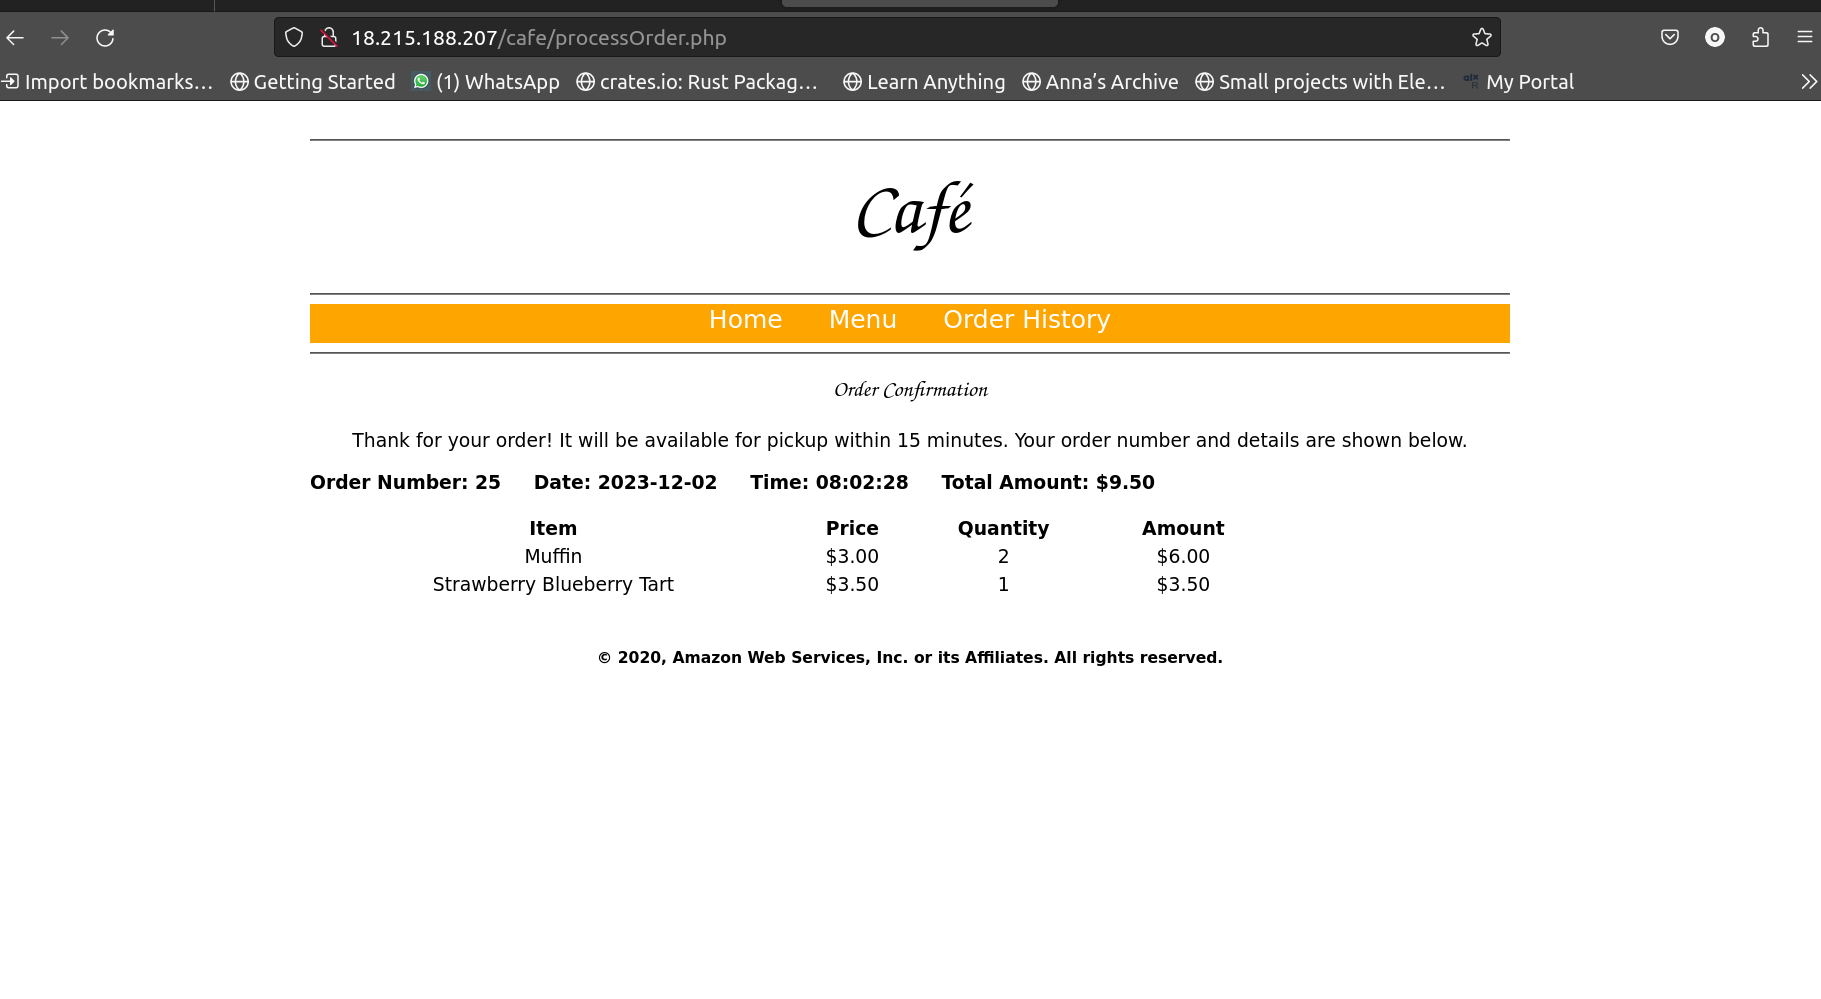 18.215.188.207/cafe/processOrder.php
Import bookmarks... Getting Started (1) WhatsApp crates.io: Rust Packag... Learn Anything Anna's Archive Small projects with Ele... My Portal
Café
Home Menu Order History
Order Confirmation
Thank for your order! It will be available for pickup within 15 minutes. Your order number and details are shown below.
Order Number: 25 Date: 2023-12-02 Time: 08:02:28 Total Amount: $9.50
Item Price Quantity Amount
Muffin $3.00 2 $6.00
Strawberry Blueberry Tart $3.50 1 $3.50
© 2020, Amazon Web Services, Inc. or its Affiliates. All rights reserved.